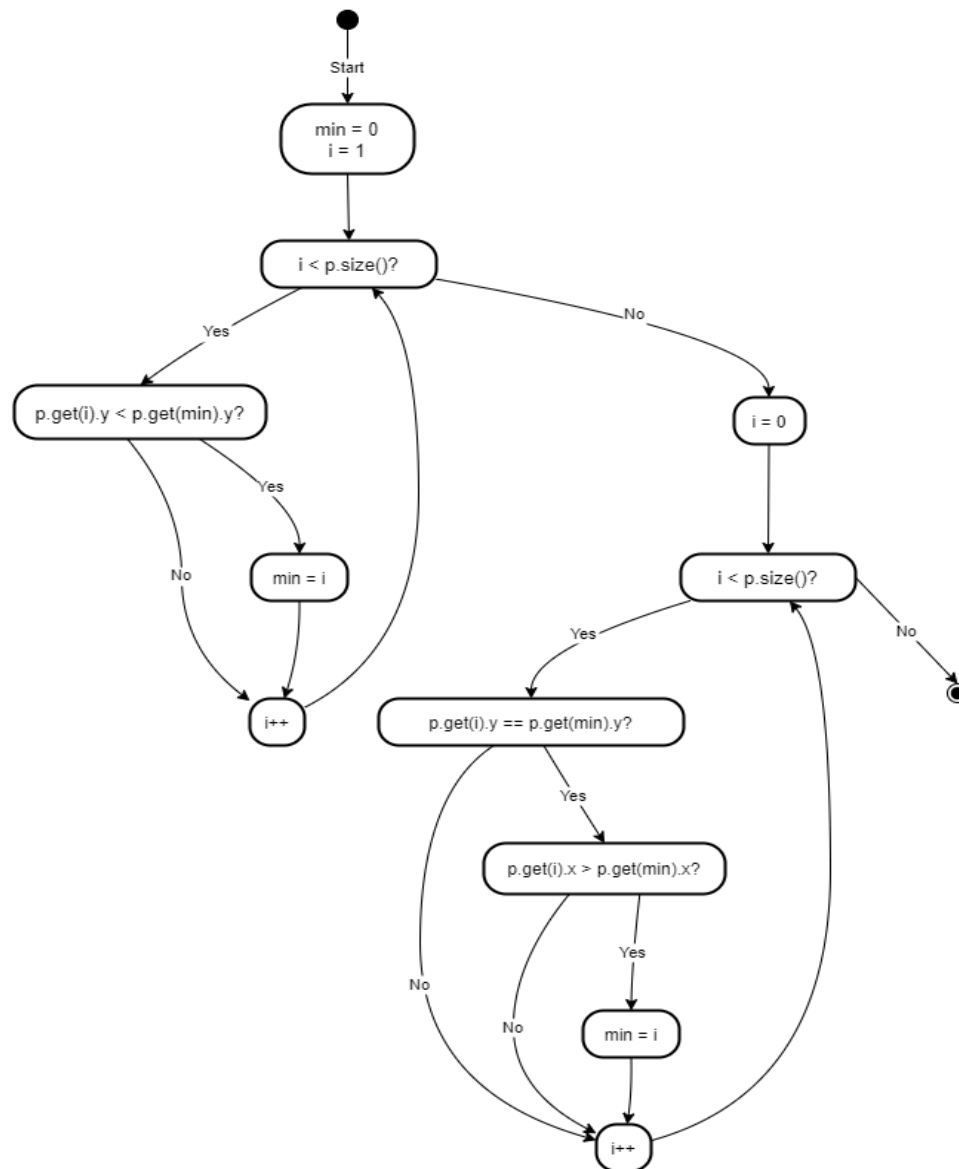 Start
min = 0
i = 1
i < p.size()?
Yes
No
p.get(i).y < p.get(min).y?
i = 0
Yes
No
min = i
i++
i < p.size()?
Yes
No
p.get(i).y == p.get(min).y?
Yes
p.get(i).x > p.get(min).x?
Yes
No
No
min = i
i++